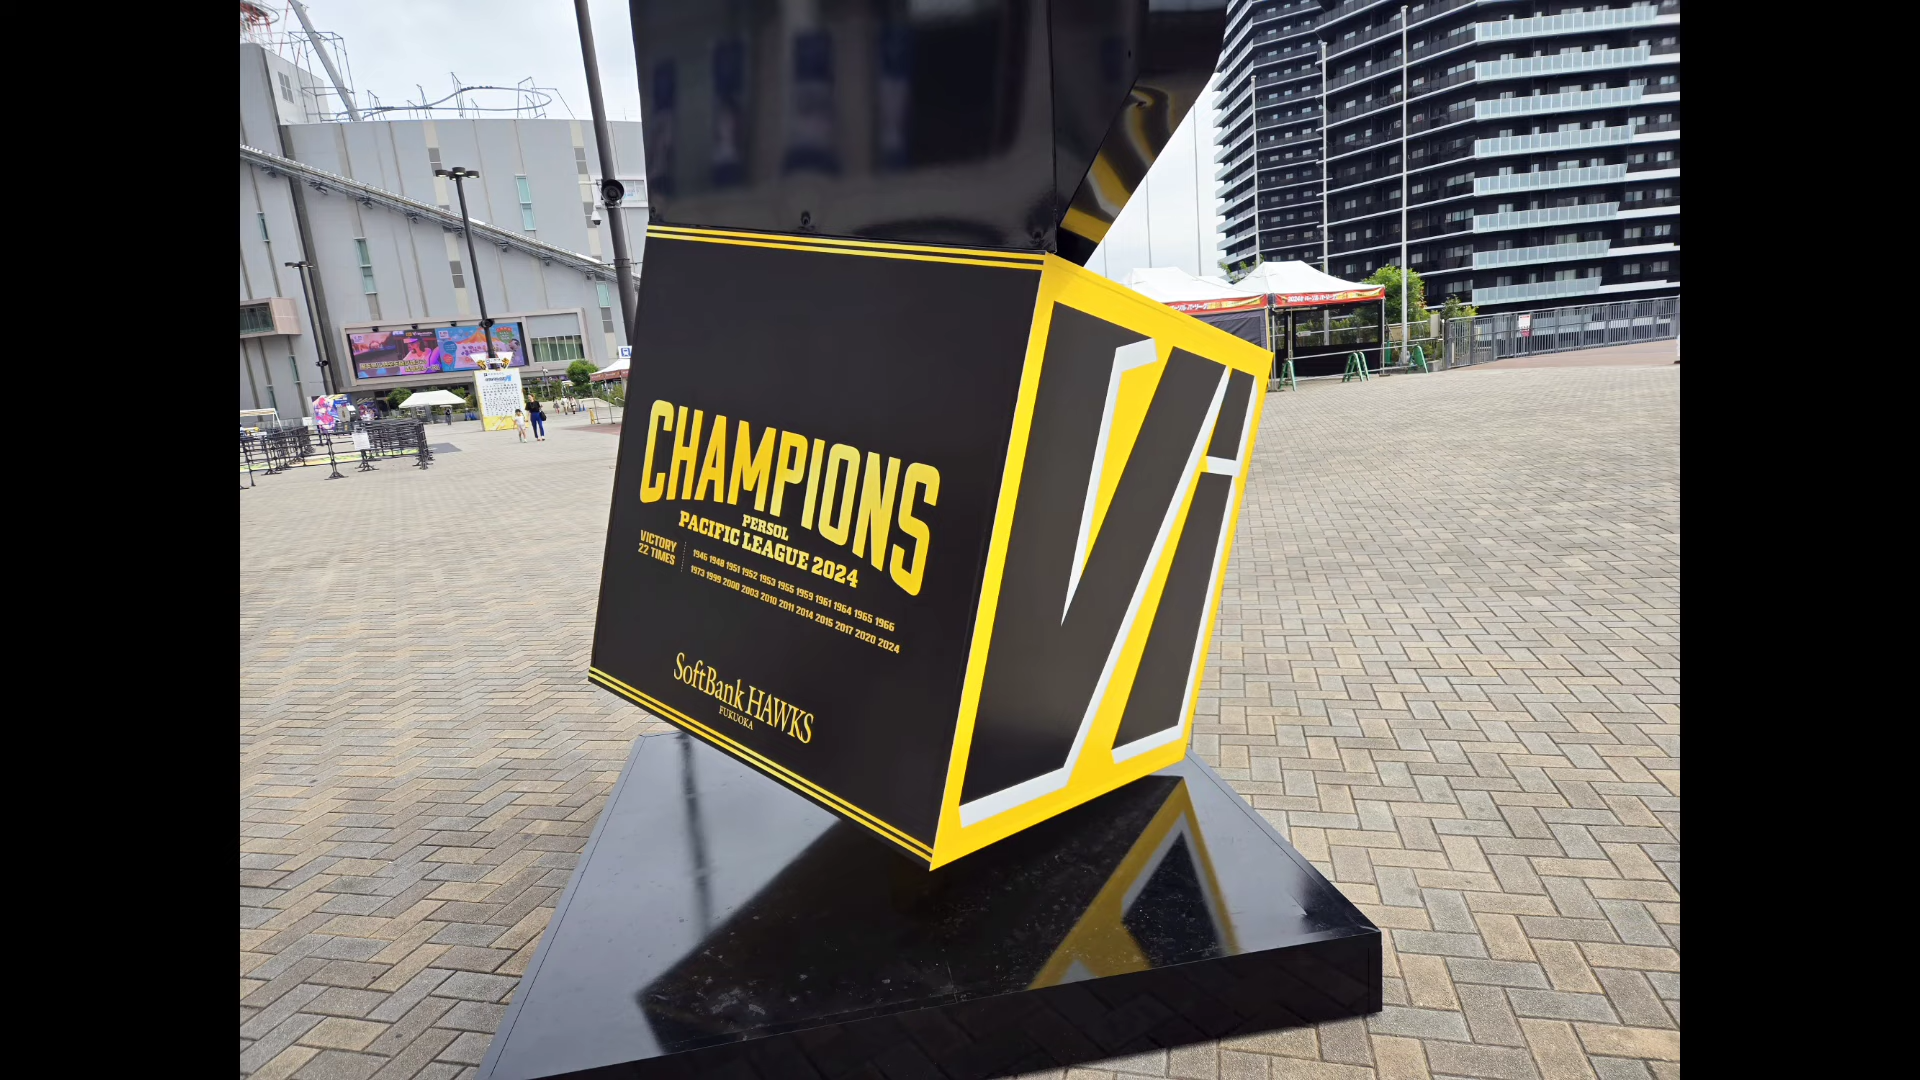 CHAMPIONS
PERSOL
PACIFIC LEAGUE 2024
VICTORY
22 TIMES
1946 1948 1951 1952 1953 1955 1959 1961 1964 1965 1966
1973 1999 2000 2003 2010 2011 2014 2015 2017 2020 2024
SoftBank HAWKS
FUKUOKA
Vi